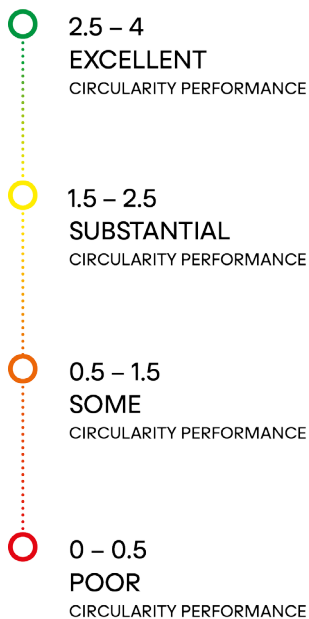 2.5 – 4
EXCELLENT
CIRCULARITY PERFORMANCE
1.5 – 2.5
SUBSTANTIAL
CIRCULARITY PERFORMANCE
0.5 – 1.5
SOME
CIRCULARITY PERFORMANCE
0 – 0.5
POOR
CIRCULARITY PERFORMANCE